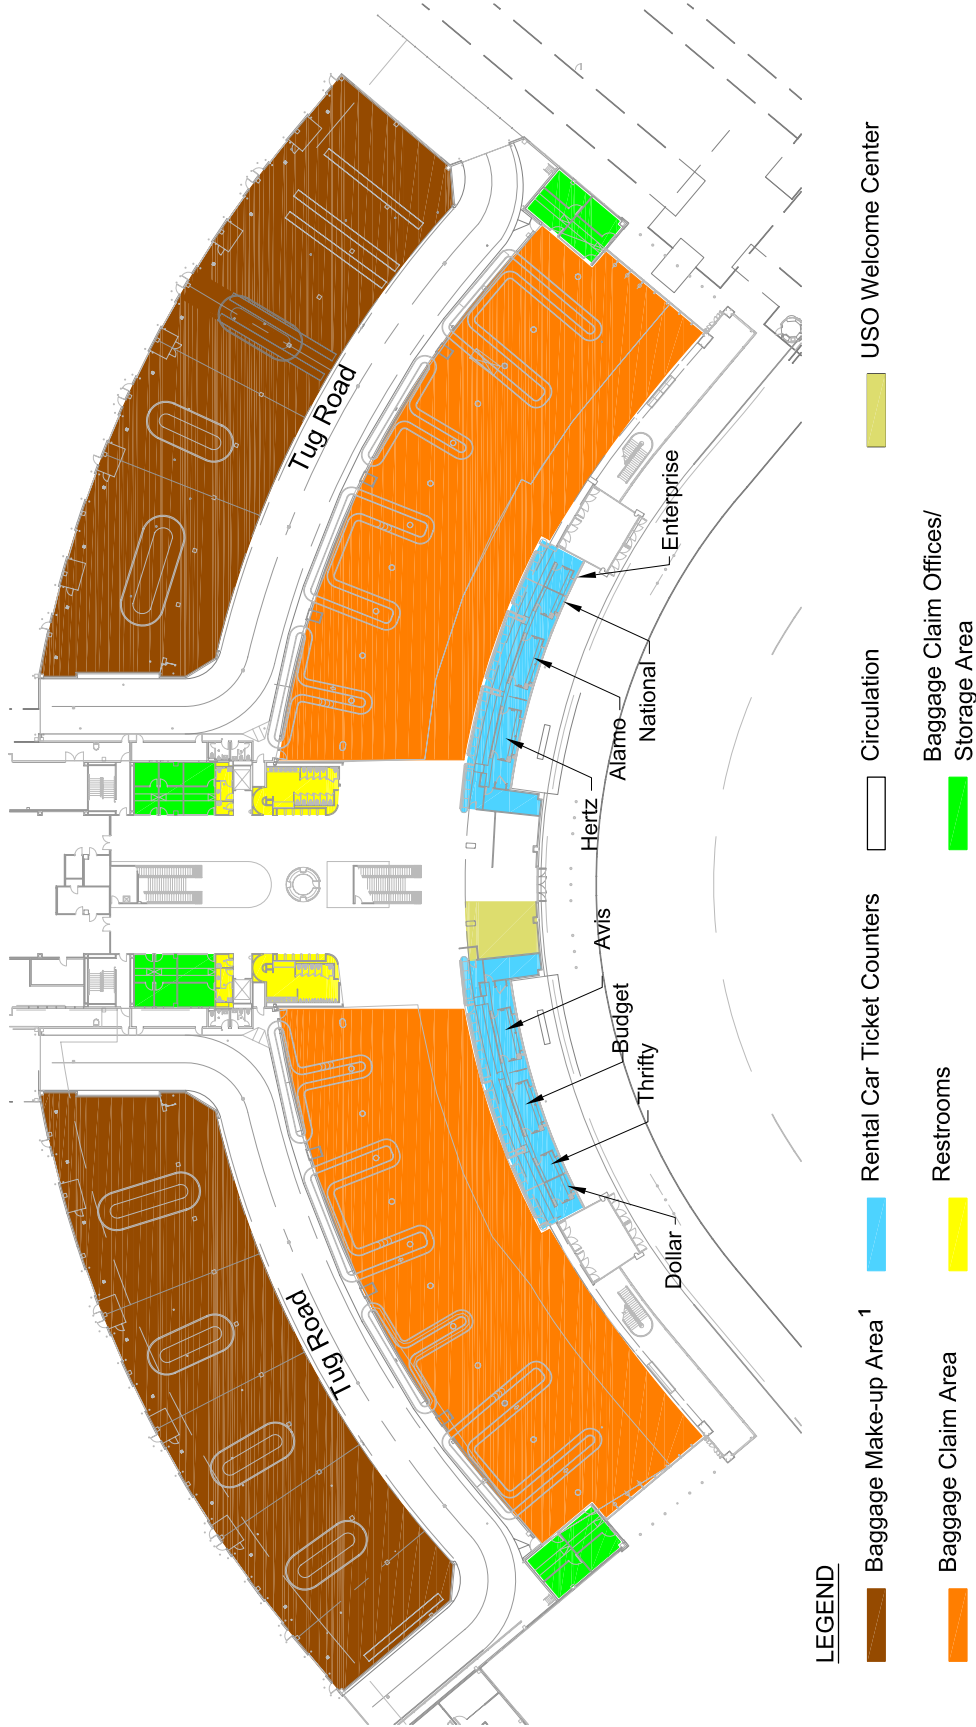 Tug Road
Tug Road
Dollar
Thrifty
Budget
Avis
Hertz
Alamo
National
Enterprise
LEGEND
Baggage Make-up Area¹
Baggage Claim Area
Rental Car Ticket Counters
Restrooms
Circulation
Baggage Claim Offices/
Storage Area
USO Welcome Center